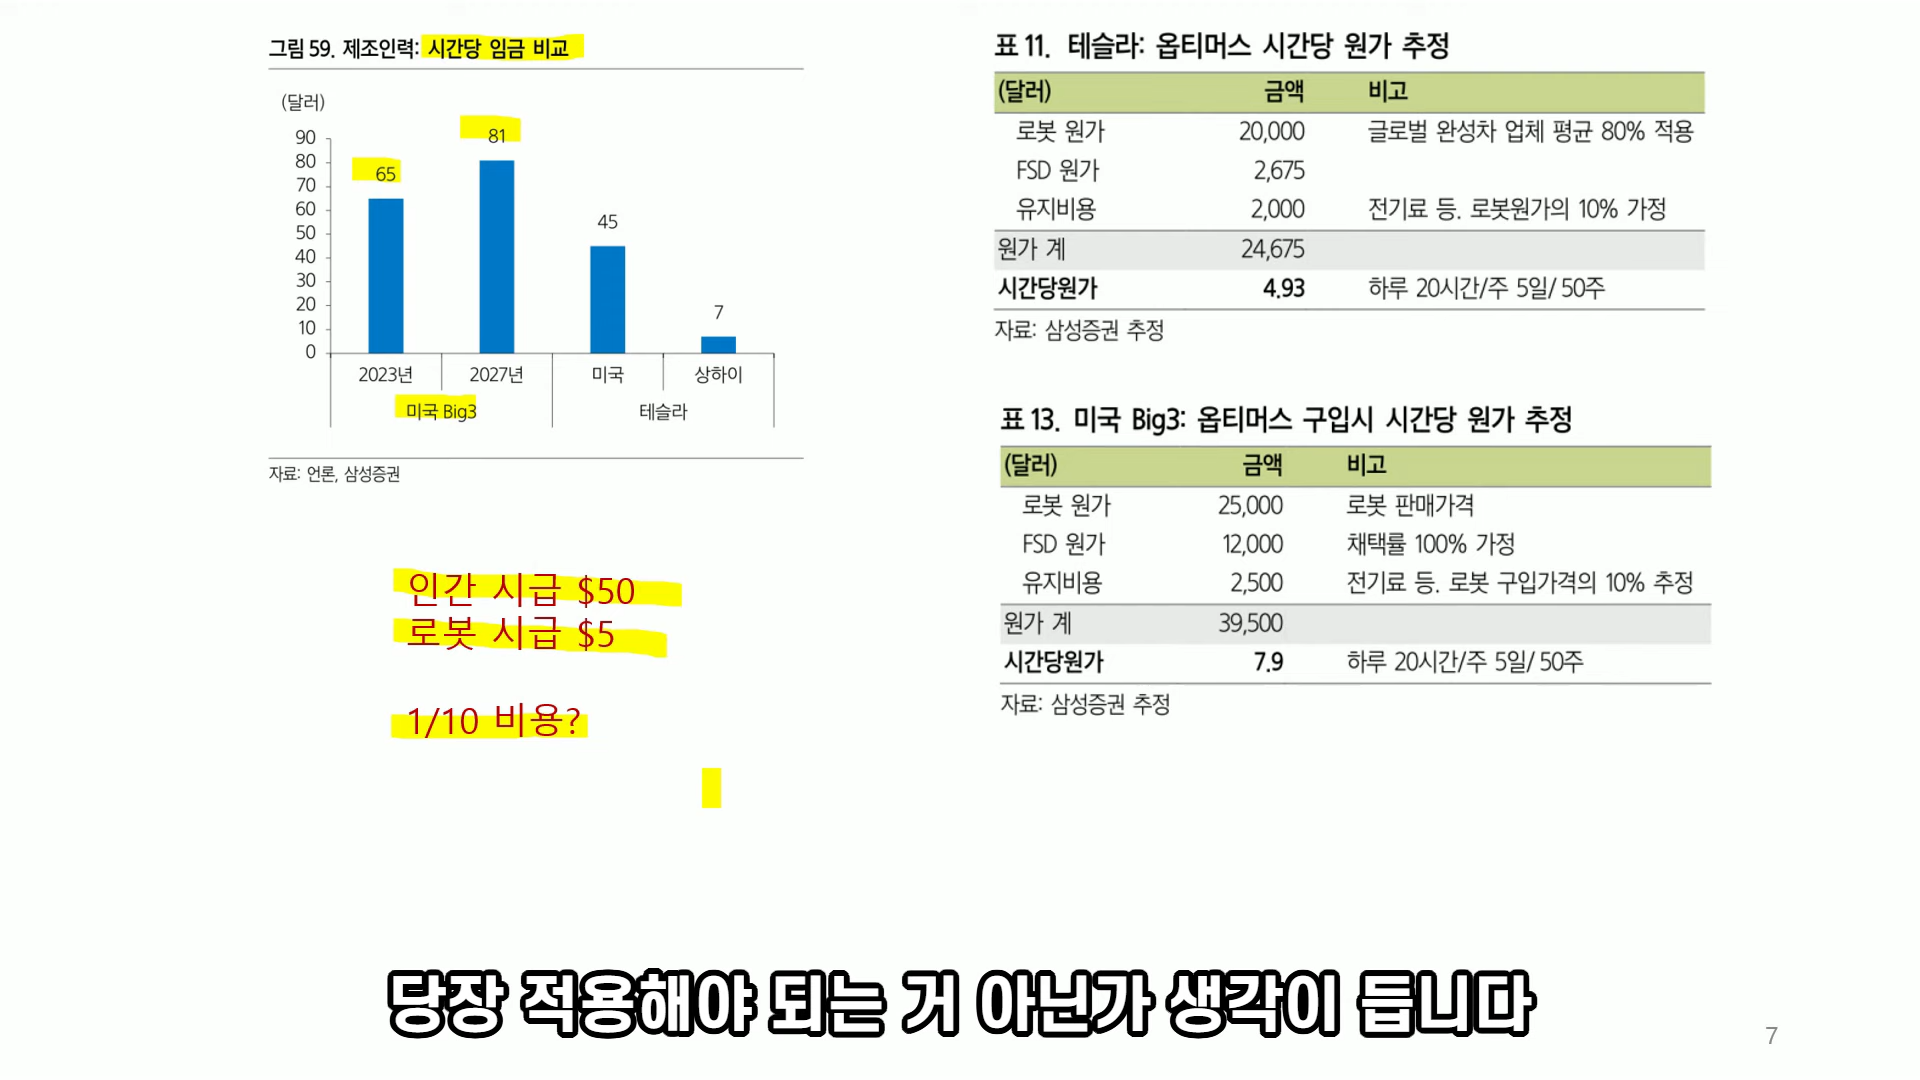 그림 59. 제조인력: 시간당 임금 비교
(달러)
90
80
70
60
50
40
30
20
10
0
65
81
45
7
2023년 2027년 미국 상하이
미국 Big3 테슬라
자료: 언론, 삼성증권
인간 시급 $50
로봇 시급 $5
1/10 비용?
표 11. 테슬라: 옵티머스 시간당 원가 추정
(달러) 금액 비고
로봇 원가 20,000 글로벌 완성차 업체 평균 80% 적용
FSD 원가 2,675
유지비용 2,000 전기료 등. 로봇원가의 10% 가정
원가 계 24,675
시간당원가 4.93 하루 20시간/주 5일/ 50주
자료: 삼성증권 추정
표 13. 미국 Big3: 옵티머스 구입시 시간당 원가 추정
(달러) 금액 비고
로봇 원가 25,000 로봇 판매가격
FSD 원가 12,000 채택률 100% 가정
유지비용 2,500 전기료 등. 로봇 구입가격의 10% 추정
원가 계 39,500
시간당원가 7.9 하루 20시간/주 5일/ 50주
자료: 삼성증권 추정
당장 적용해야 되는 거 아닌가 생각이 듭니다
7